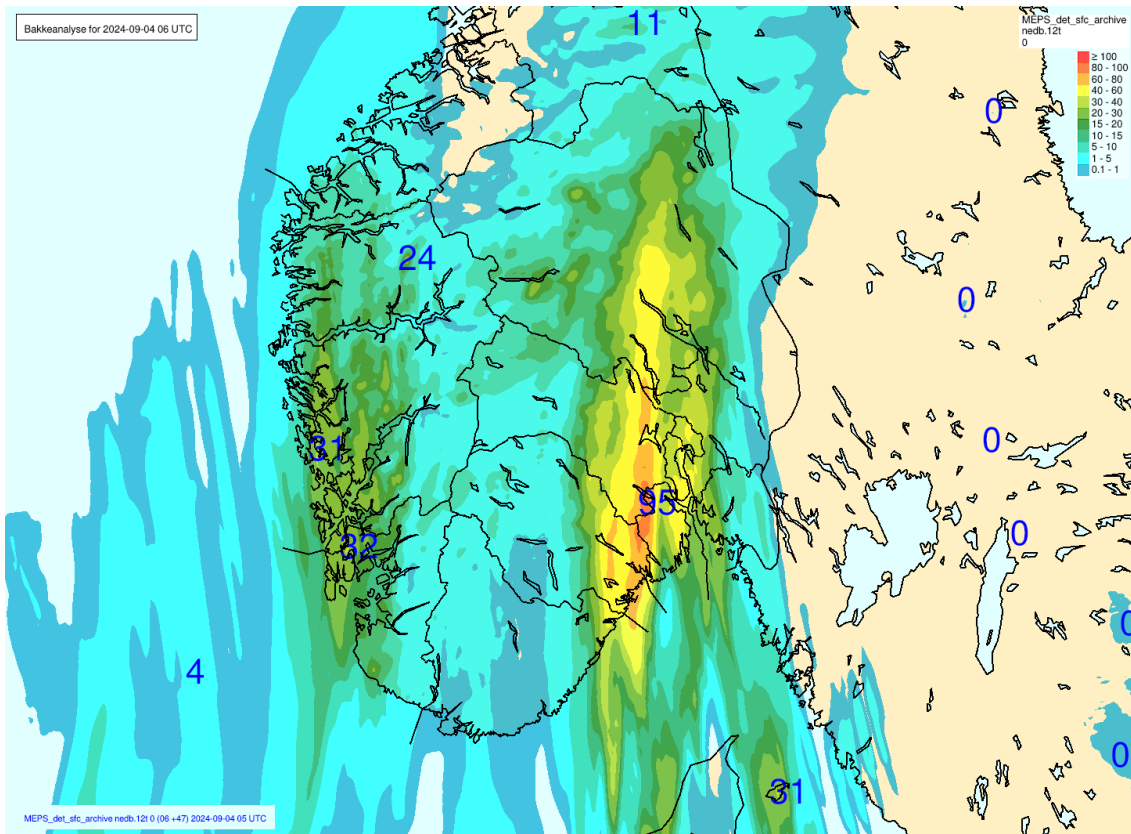 Bakkeanalyse for 2024-09-04 06 UTC
11
MEPS_det_sfc_archive
nedb.12t
0
≥ 100
80 - 100
60 - 80
40 - 60
30 - 40
20 - 30
15 - 20
10 - 15
5 - 10
1 - 5
0.1 - 1
0
24
0
31
0
95
32
0
0
4
0
31
MEPS_det_sfc_archive nedb.12t 0 (06 +47) 2024-09-04 05 UTC